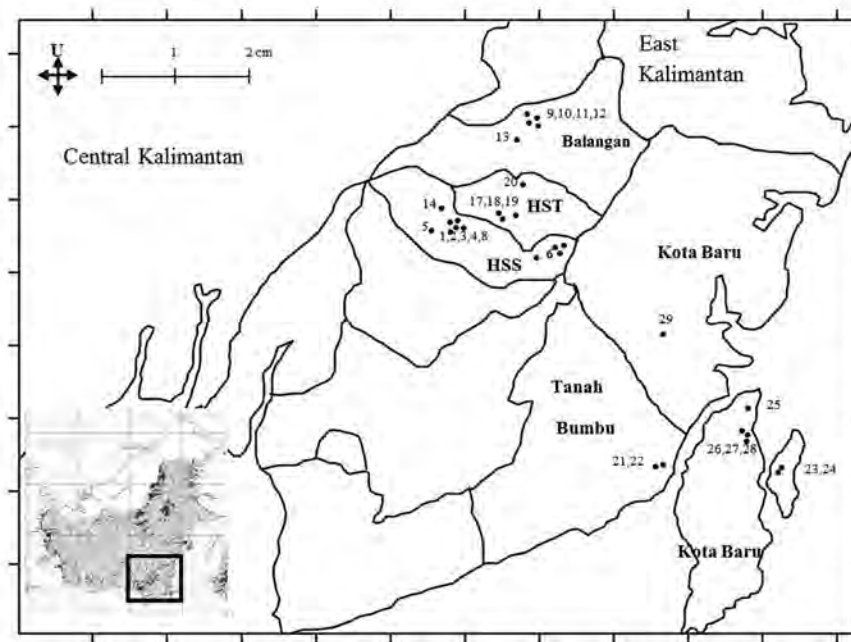 East
Kalimantan
U
1
2 cm
9,10,11,12
13
Balangan
Central Kalimantan
20
17,18,19
HST
14
5
1,2,3,4,8
6
HSS
Kota Baru
29
Tanah
Bumbu
25
26,27,28
21,22
23,24
Kota Baru